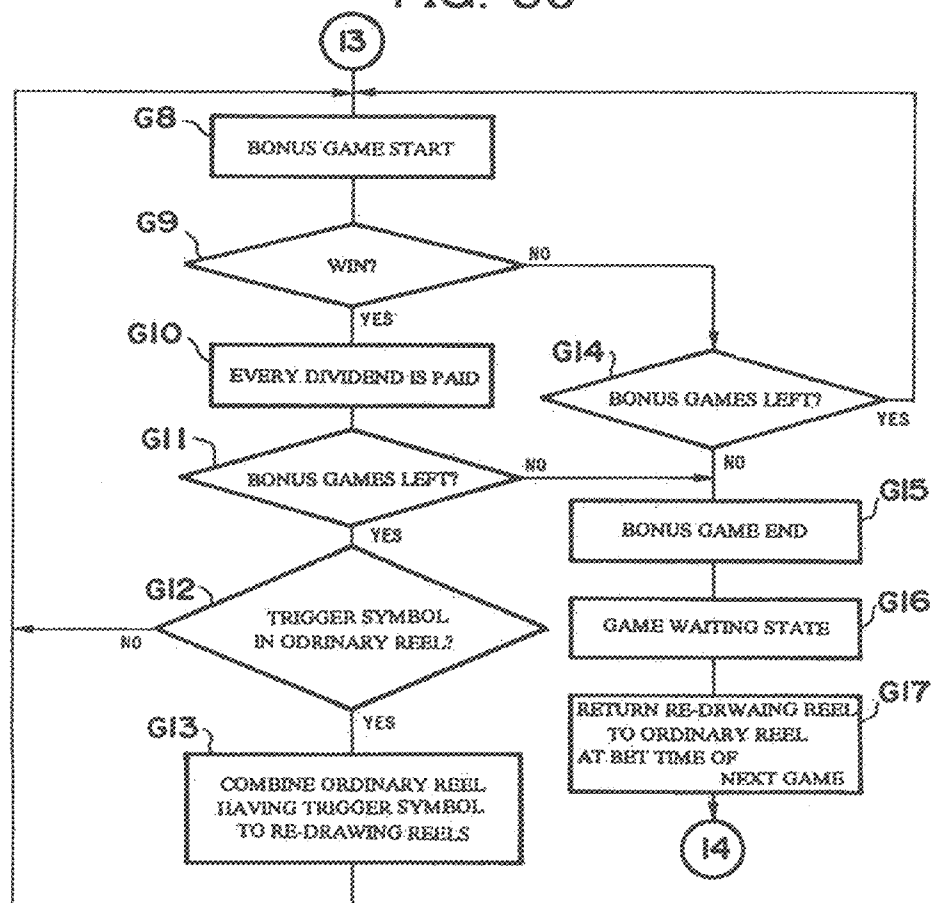 13
G8
BONUS GAME START
G9
WIN?
NO
YES
G10
EVERY DIVIDEND IS PAID
G14
BONUS GAMES LEFT?
YES
NO
G11
BONUS GAMES LEFT?
NO
YES
G15
BONUS GAME END
G12
TRIGGER SYMBOL
IN ODRINARY REEL?
NO
YES
G16
GAME WAITING STATE
G17
RETURN RE-DRWAING REEL
TO ORDINARY REEL
AT BET TIME OF
NEXT GAME
G13
COMBINE ORDINARY REEL
HAVING TRIGGER SYMBOL
TO RE-DRAWING REELS
14